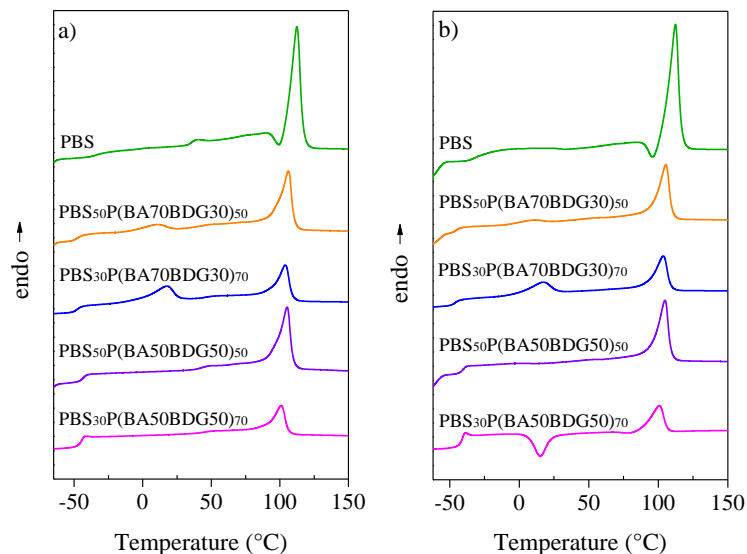 a)
PBS
PBS50P(BA70BDG30)50
PBS30P(BA70BDG30)70
PBS50P(BA50BDG50)50
PBS30P(BA50BDG50)70
endo →
-50 0 50 100 150
Temperature (°C)
b)
PBS
PBS50P(BA70BDG30)50
PBS30P(BA70BDG30)70
PBS50P(BA50BDG50)50
PBS30P(BA50BDG50)70
endo →
-50 0 50 100 150
Temperature (°C)